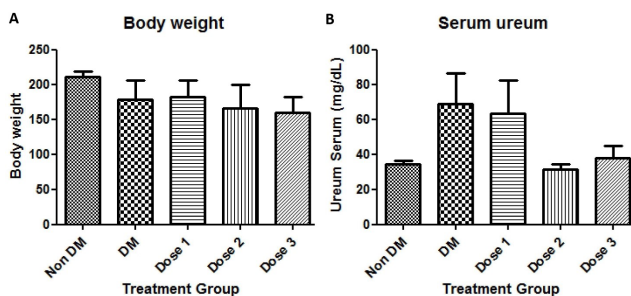 A
Body weight
Body weight
250
200
150
100
50
0
Non DM
DM
Dose 1
Dose 2
Dose 3
Treatment Group
B
Serum ureum
Ureum Serum (mg/dL)
100
80
60
40
20
0
Non DM
DM
Dose 1
Dose 2
Dose 3
Treatment Group